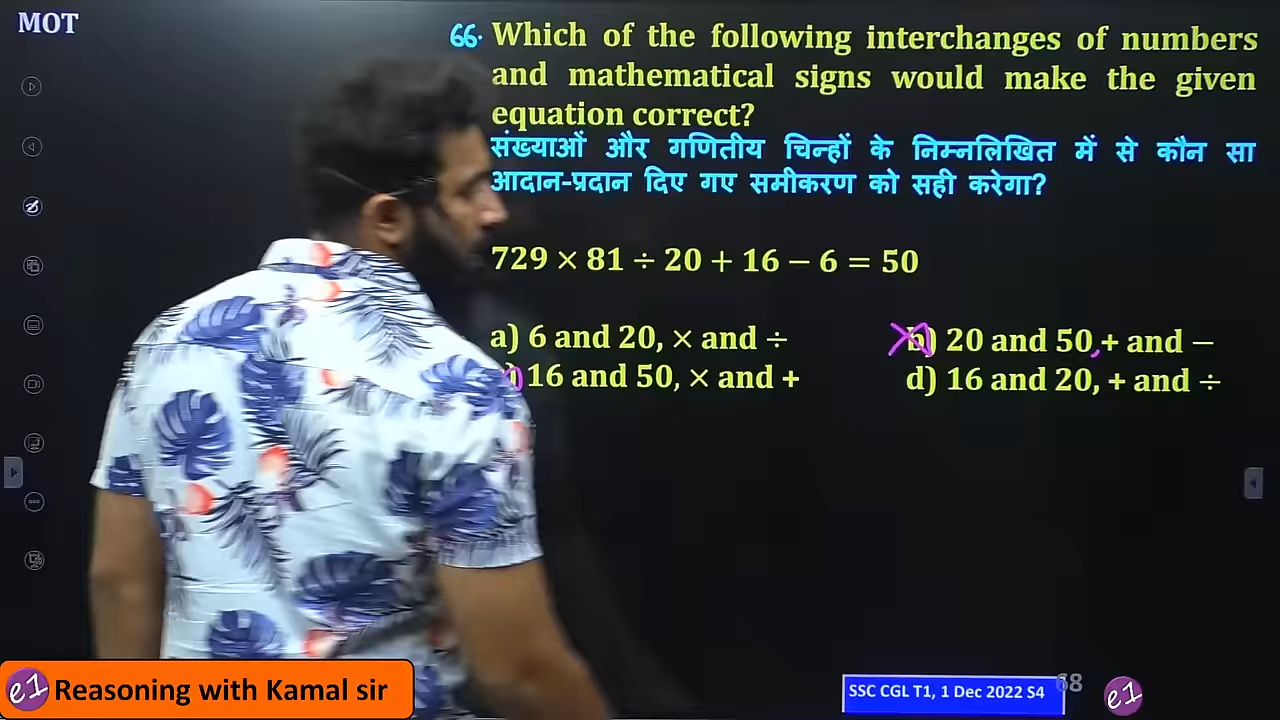 MOT
66. Which of the following interchanges of numbers
and mathematical signs would make the given
equation correct?
संख्याओं और गणितीय चिन्हों के निम्नलिखित में से कौन सा
आदान-प्रदान दिए गए समीकरण को सही करेगा?
729 × 81 ÷ 20 + 16 − 6 = 50
a) 6 and 20, × and ÷
b) 20 and 50, + and −
16 and 50, × and +
d) 16 and 20, + and ÷
e1 Reasoning with Kamal sir
SSC CGL T1, 1 Dec 2022 S4
68
e1